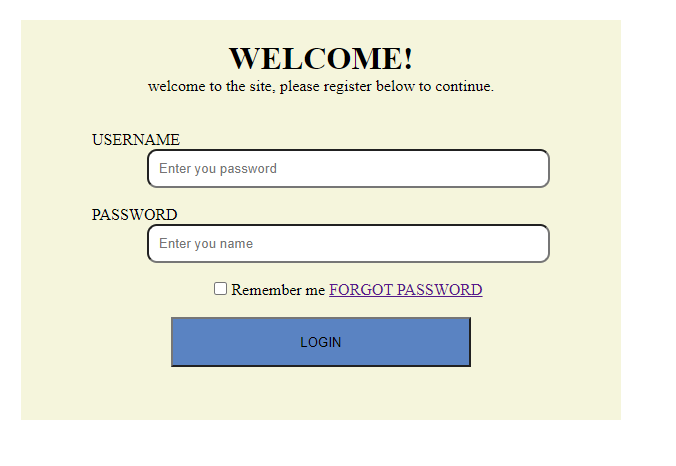 WELCOME!
welcome to the site, please register below to continue.
USERNAME
Enter you password
PASSWORD
Enter you name
Remember me FORGOT PASSWORD
LOGIN